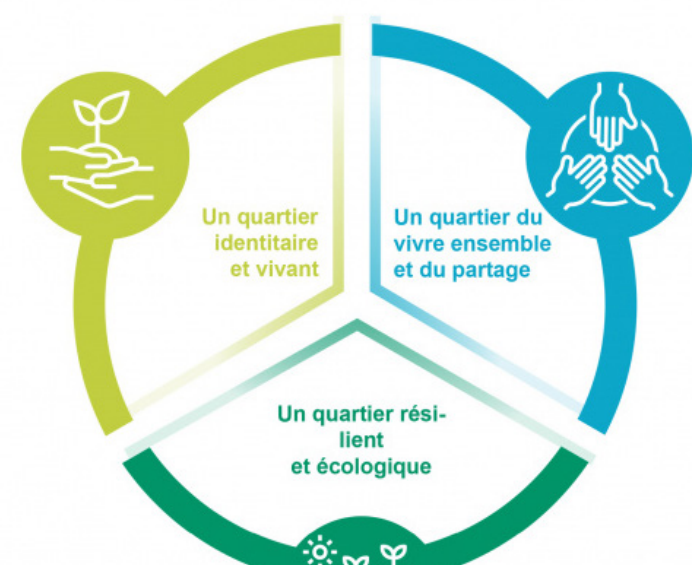 Un quartier
identitaire
et vivant
Un quartier du
vivre ensemble
et du partage
Un quartier rési-
lient
et écologique